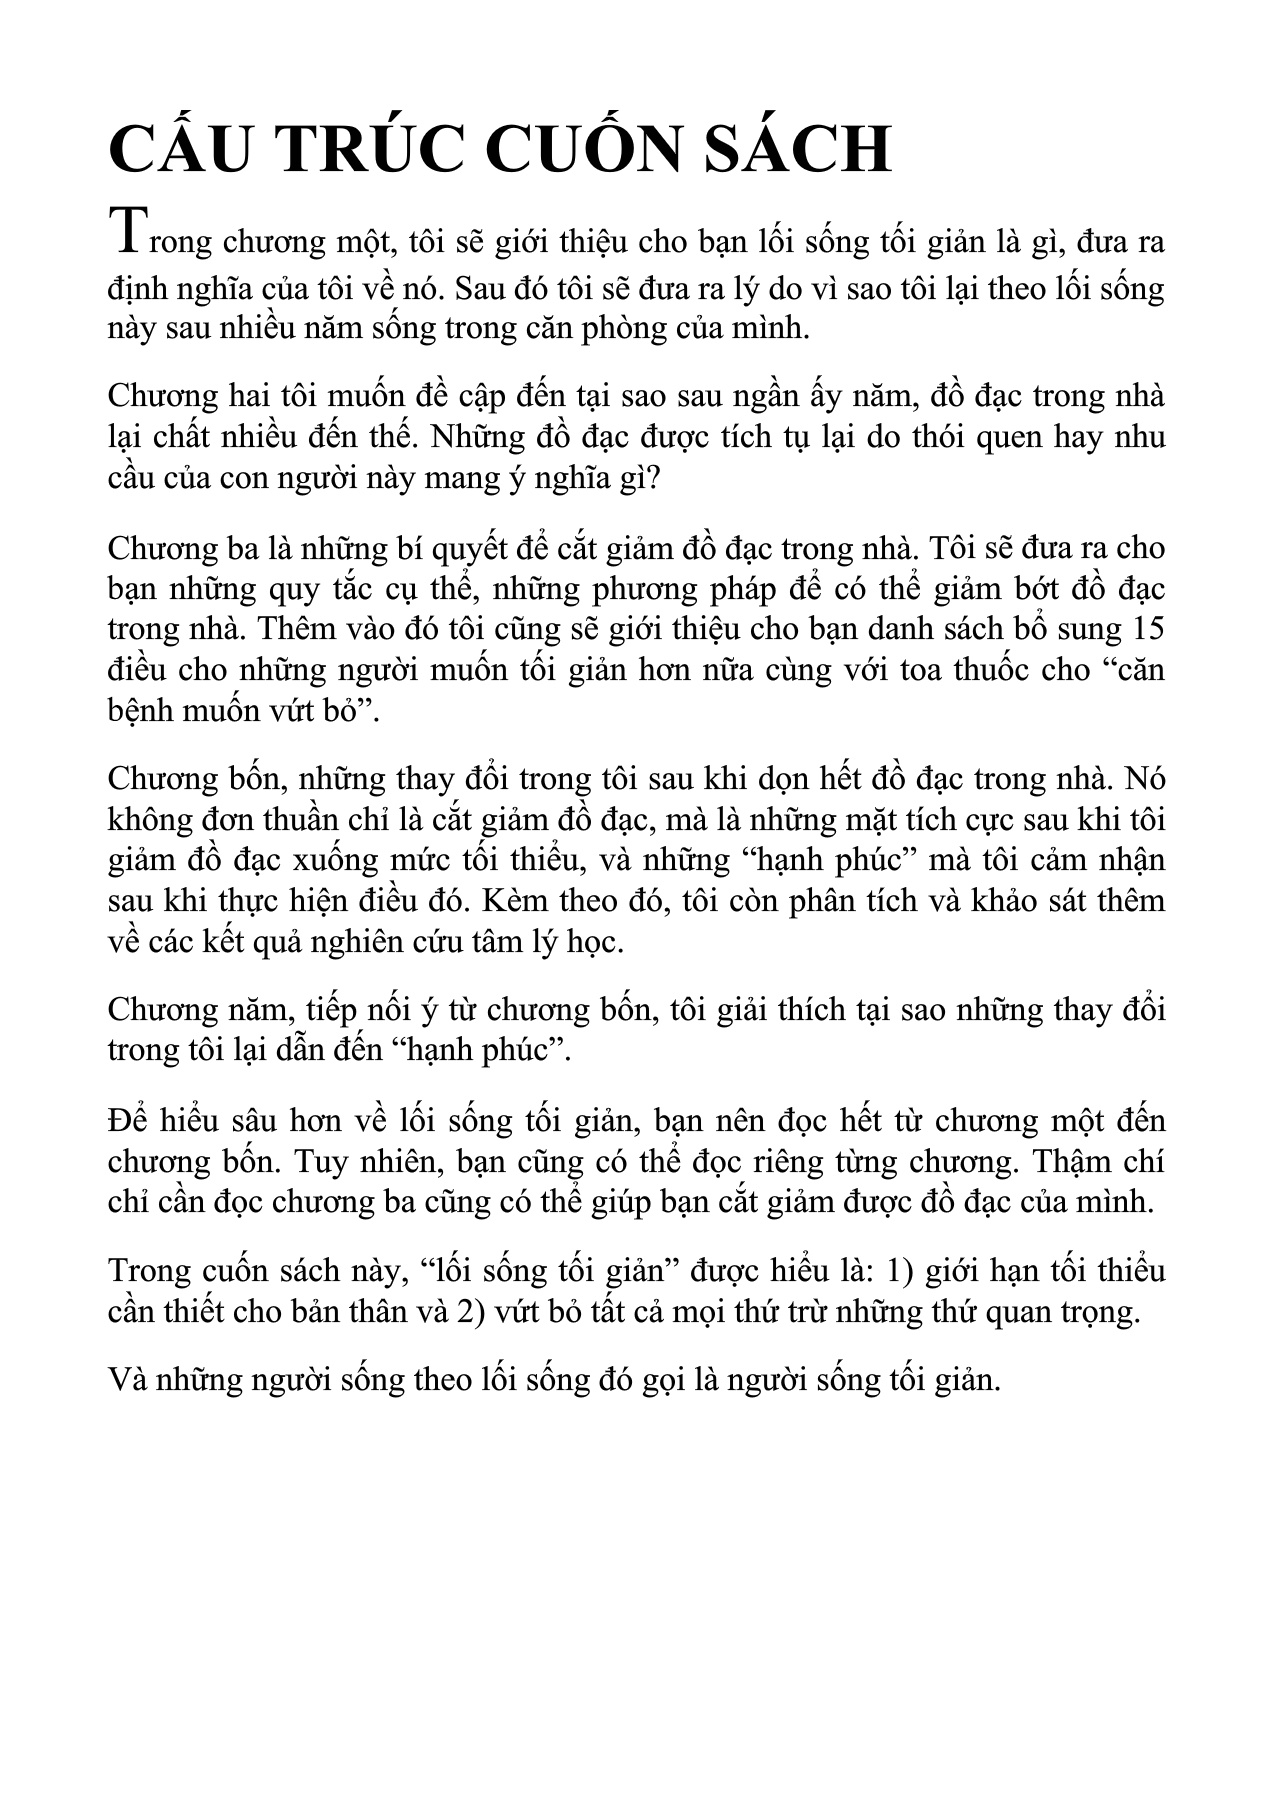 CẤU TRÚC CUỐN SÁCH
Trong chương một, tôi sẽ giới thiệu cho bạn lối sống tối giản là gì, đưa ra
định nghĩa của tôi về nó. Sau đó tôi sẽ đưa ra lý do vì sao tôi lại theo lối sống
này sau nhiều năm sống trong căn phòng của mình.
Chương hai tôi muốn đề cập đến tại sao sau ngần ấy năm, đồ đạc trong nhà
lại chất nhiều đến thế. Những đồ đạc được tích tụ lại do thói quen hay nhu
cầu của con người này mang ý nghĩa gì?
Chương ba là những bí quyết để cắt giảm đồ đạc trong nhà. Tôi sẽ đưa ra cho
bạn những quy tắc cụ thể, những phương pháp để có thể giảm bớt đồ đạc
trong nhà. Thêm vào đó tôi cũng sẽ giới thiệu cho bạn danh sách bổ sung 15
điều cho những người muốn tối giản hơn nữa cùng với toa thuốc cho “căn
bệnh muốn vứt bỏ”.
Chương bốn, những thay đổi trong tôi sau khi dọn hết đồ đạc trong nhà. Nó
không đơn thuần chỉ là cắt giảm đồ đạc, mà là những mặt tích cực sau khi tôi
giảm đồ đạc xuống mức tối thiểu, và những “hạnh phúc” mà tôi cảm nhận
sau khi thực hiện điều đó. Kèm theo đó, tôi còn phân tích và khảo sát thêm
về các kết quả nghiên cứu tâm lý học.
Chương năm, tiếp nối ý từ chương bốn, tôi giải thích tại sao những thay đổi
trong tôi lại dẫn đến “hạnh phúc”.
Để hiểu sâu hơn về lối sống tối giản, bạn nên đọc hết từ chương một đến
chương bốn. Tuy nhiên, bạn cũng có thể đọc riêng từng chương. Thậm chí
chỉ cần đọc chương ba cũng có thể giúp bạn cắt giảm được đồ đạc của mình.
Trong cuốn sách này, “lối sống tối giản” được hiểu là: 1) giới hạn tối thiểu
cần thiết cho bản thân và 2) vứt bỏ tất cả mọi thứ trừ những thứ quan trọng.
Và những người sống theo lối sống đó gọi là người sống tối giản.